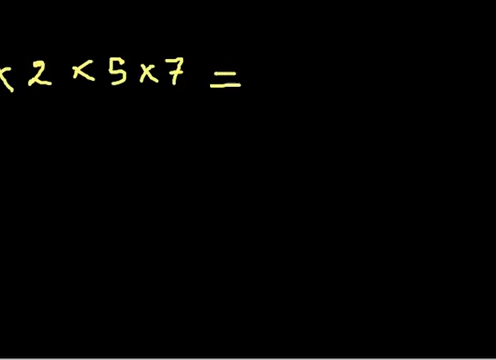 × 2 × 5 × 7 =